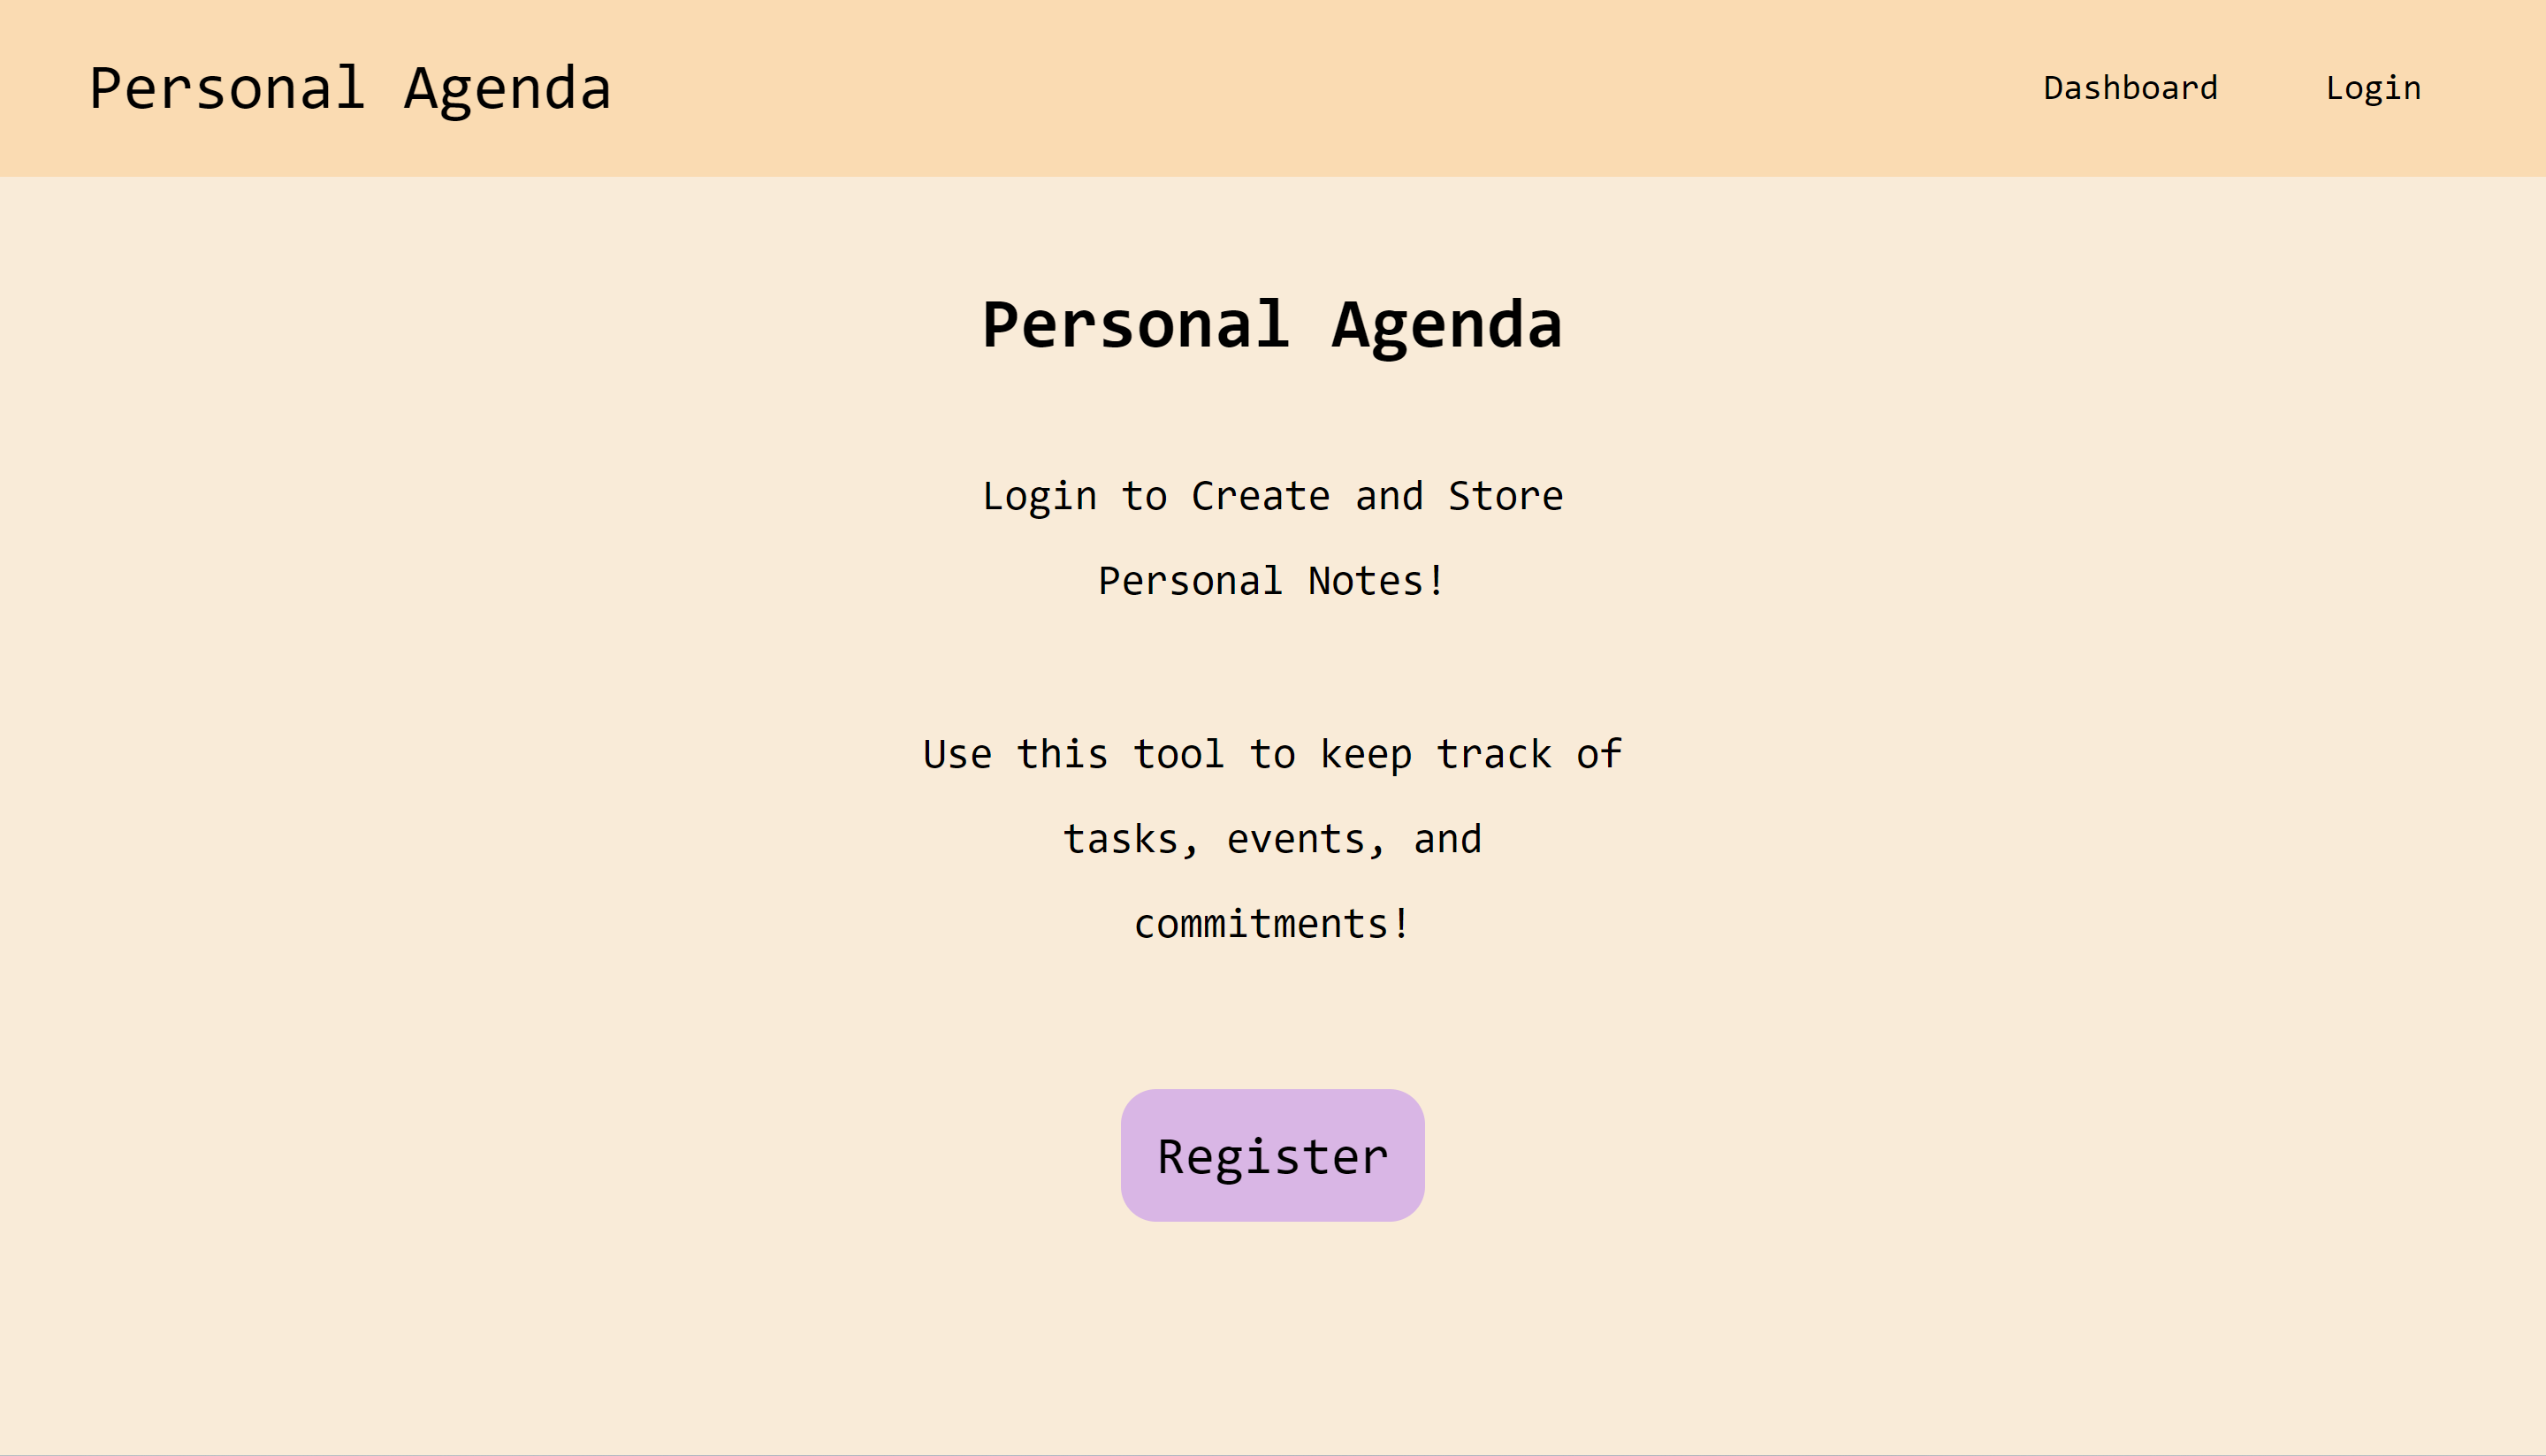 Personal Agenda
Dashboard
Login
Personal Agenda
Login to Create and Store
Personal Notes!
Use this tool to keep track of
tasks, events, and
commitments!
Register